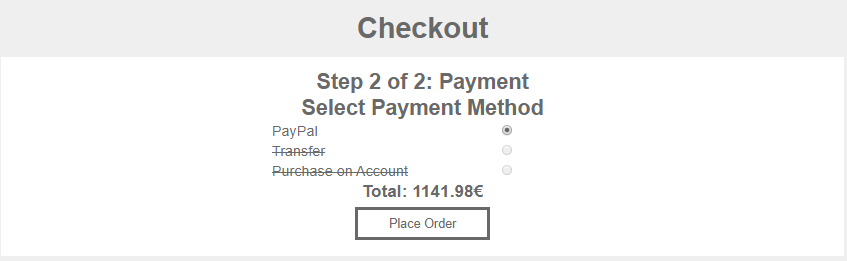 Checkout
Step 2 of 2: Payment
Select Payment Method
PayPal
Transfer
Purchase on Account
Total: 1141.98€
Place Order